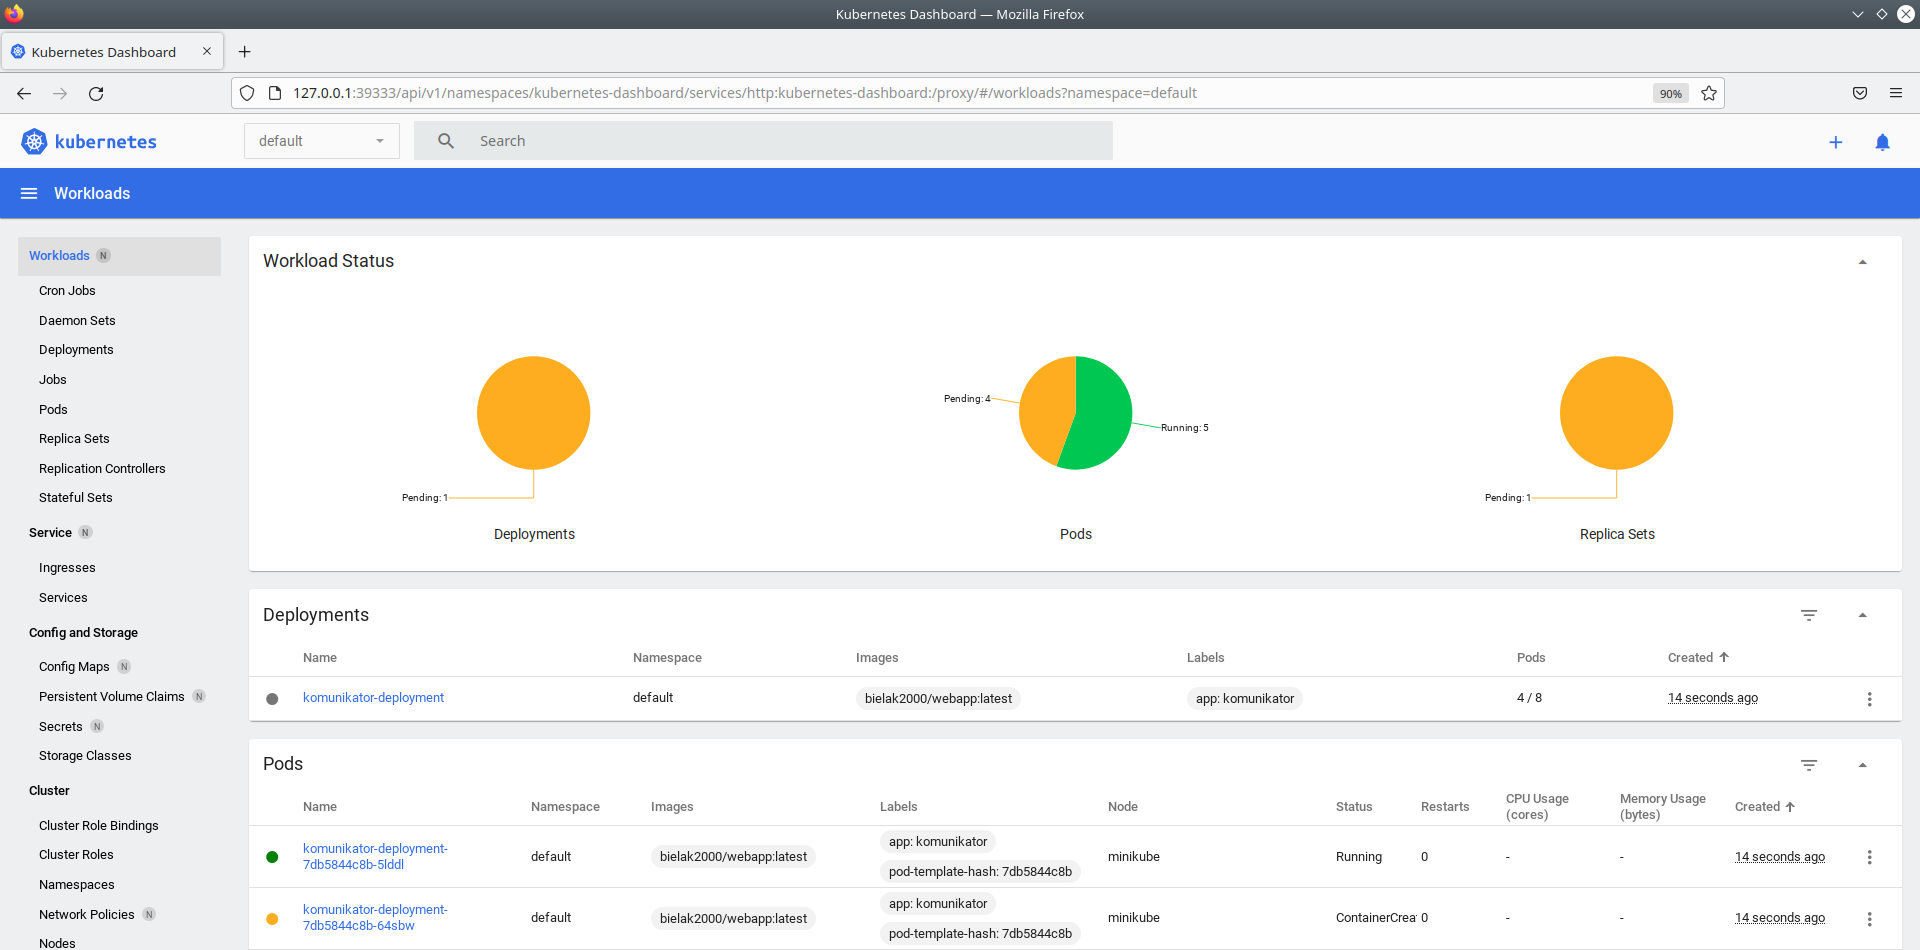 Kubernetes Dashboard — Mozilla Firefox
Kubernetes Dashboard
127.0.0.1:39333/api/v1/namespaces/kubernetes-dashboard/services/http:kubernetes-dashboard:/proxy/#/workloads?namespace=default
90%
kubernetes
default
Search
Workloads
Workloads N
Cron Jobs
Daemon Sets
Deployments
Jobs
Pods
Replica Sets
Replication Controllers
Stateful Sets
Service N
Ingresses
Services
Config and Storage
Config Maps N
Persistent Volume Claims N
Secrets N
Storage Classes
Cluster
Cluster Role Bindings
Cluster Roles
Namespaces
Network Policies N
Nodes
Workload Status
Pending: 1
Deployments
Pending: 4
Running: 5
Pods
Pending: 1
Replica Sets
Deployments
Name Namespace Images Labels Pods Created
komunikator-deployment default bielak2000/webapp:latest app: komunikator 4 / 8 14 seconds ago
Pods
Name Namespace Images Labels Node Status Restarts CPU Usage (cores) Memory Usage (bytes) Created
komunikator-deployment-7db5844c8b-5lddl default bielak2000/webapp:latest app: komunikator pod-template-hash: 7db5844c8b minikube Running 0 - - 14 seconds ago
komunikator-deployment-7db5844c8b-64sbw default bielak2000/webapp:latest app: komunikator pod-template-hash: 7db5844c8b minikube ContainerCrea 0 - - 14 seconds ago